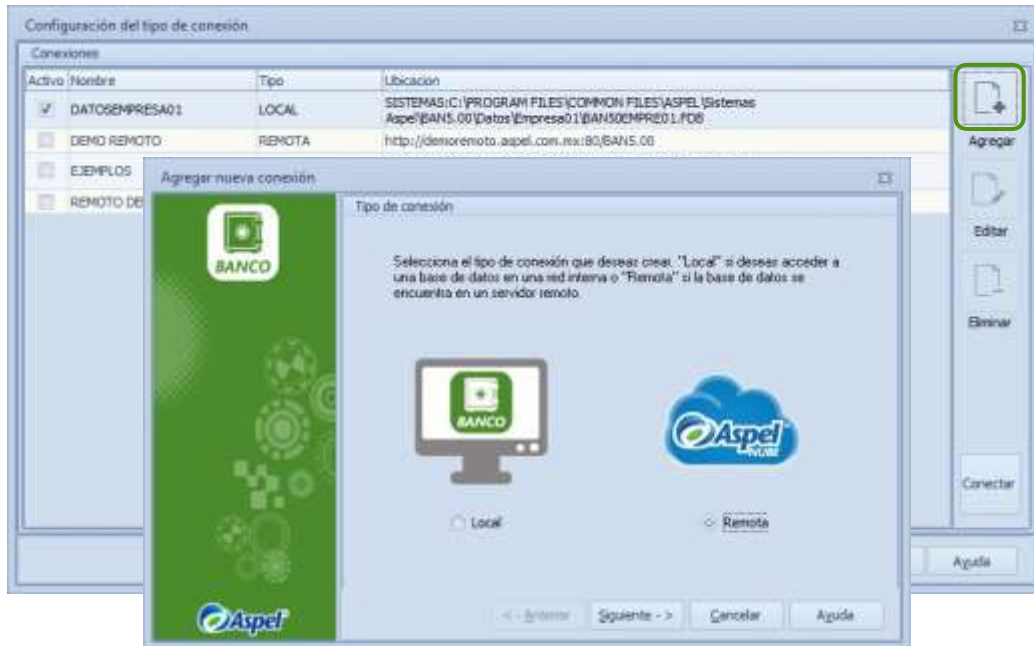 Configuración del tipo de conexión
Conexiones
Activo Nombre Tipo Ubicacion
DATOSEMPRESA01 LOCAL SISTEMAS:C:\PROGRAM FILES\COMMON FILES\ASPEL\Sistemas
Aspel\BAN5.00\Datos\Empresa01\BAN50EMPRE01.FDB
DEMO REMOTO REMOTA http://demoremoto.aspel.com.mx:80/BAN5.00
EJEMPLOS
REMOTO DE
Agregar
Editar
Eliminar
Conectar
Ayuda
Agregar nueva conexión
BANCO
Aspel
Tipo de conexión
Selecciona el tipo de conexión que deseas crear. "Local" si deseas acceder a
una base de datos en una red interna o "Remota" si la base de datos se
encuentra en un servidor remoto.
BANCO
Aspel
NUBE
Local
Remota
<- Anterior Siguiente -> Cancelar Ayuda